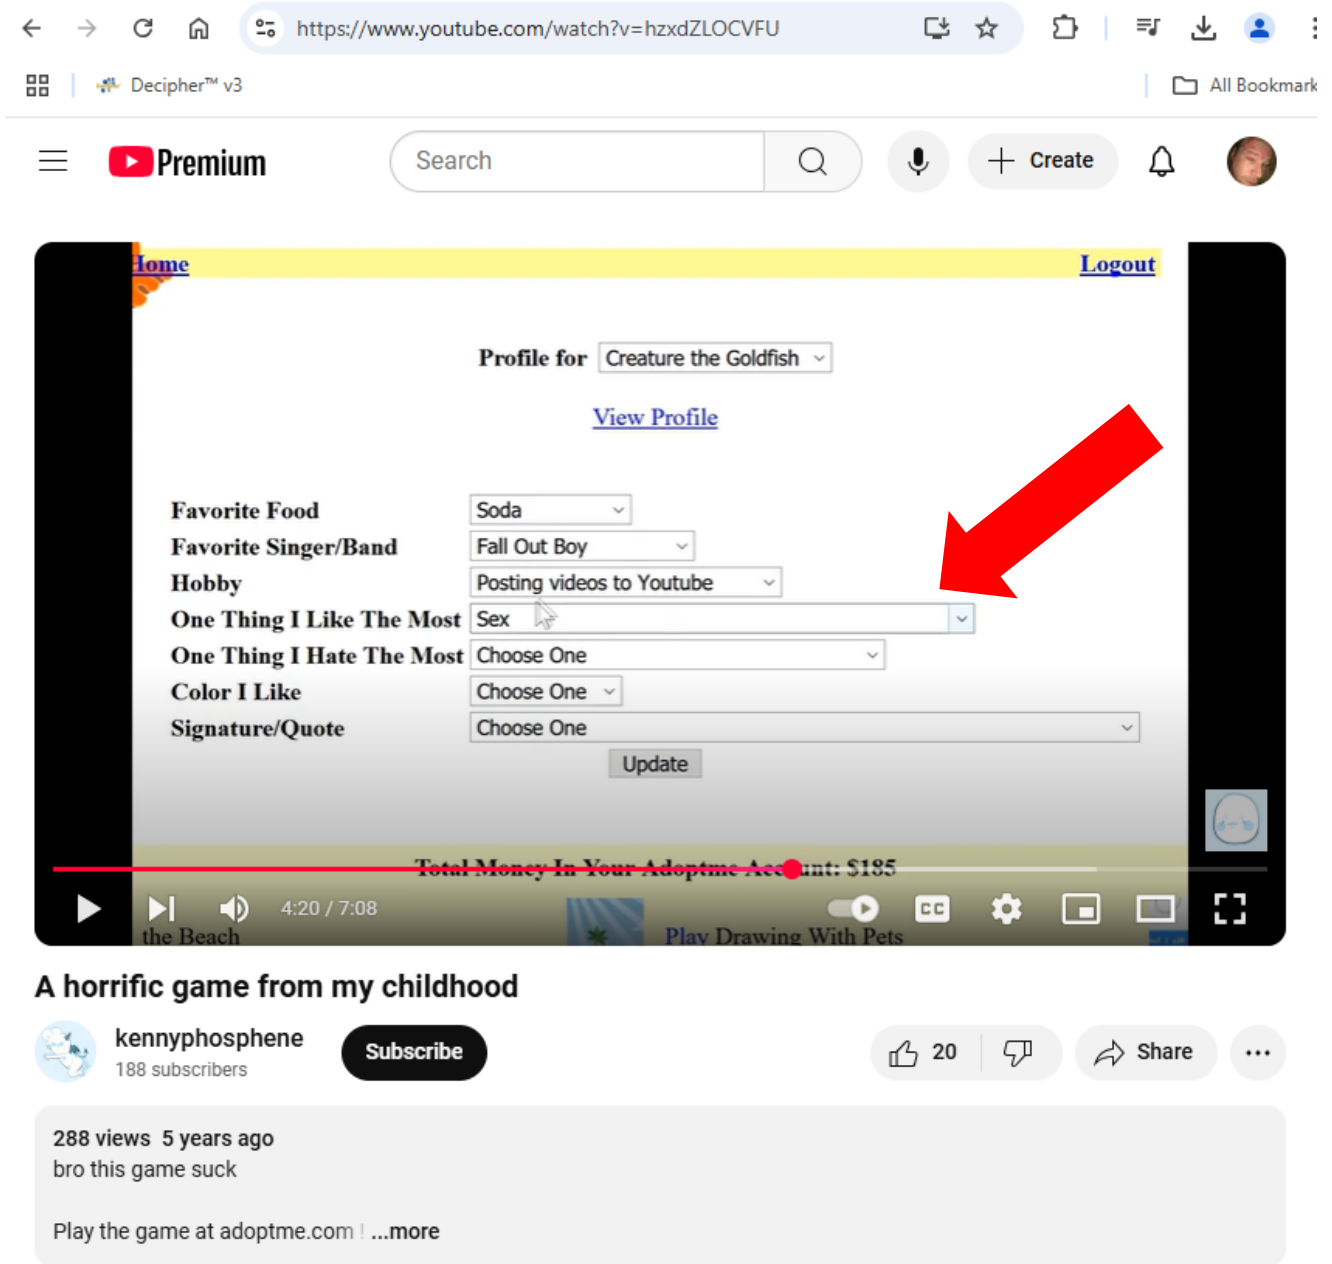 https://www.youtube.com/watch?v=hzxdZLOCVFU
Decipher™ v3
All Bookmark
Premium
Search
Create
Home Logout
Profile for Creature the Goldfish
View Profile
Favorite Food Soda
Favorite Singer/Band Fall Out Boy
Hobby Posting videos to Youtube
One Thing I Like The Most Sex
One Thing I Hate The Most Choose One
Color I Like Choose One
Signature/Quote Choose One
Update
Total Money In Your Adoptme Account: $185
4:20 / 7:08
CC
the Beach Play Drawing With Pets
A horrific game from my childhood
kennyphosphene
188 subscribers
Subscribe
20
Share
288 views 5 years ago
bro this game suck
Play the game at adoptme.com ! ...more